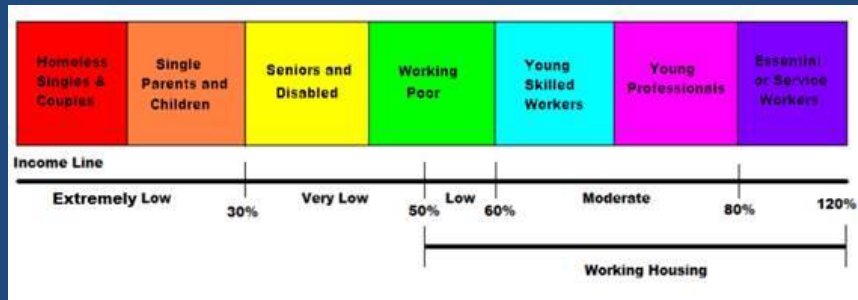 Homeless
Singles &
Couples
Single
Parents and
Children
Seniors and
Disabled
Working
Poor
Young
Skilled
Workers
Young
Professionals
Essential
or Service
Workers
Income Line
Extremely Low
30%
Very Low
50%
Low
60%
Moderate
80%
120%
Working Housing